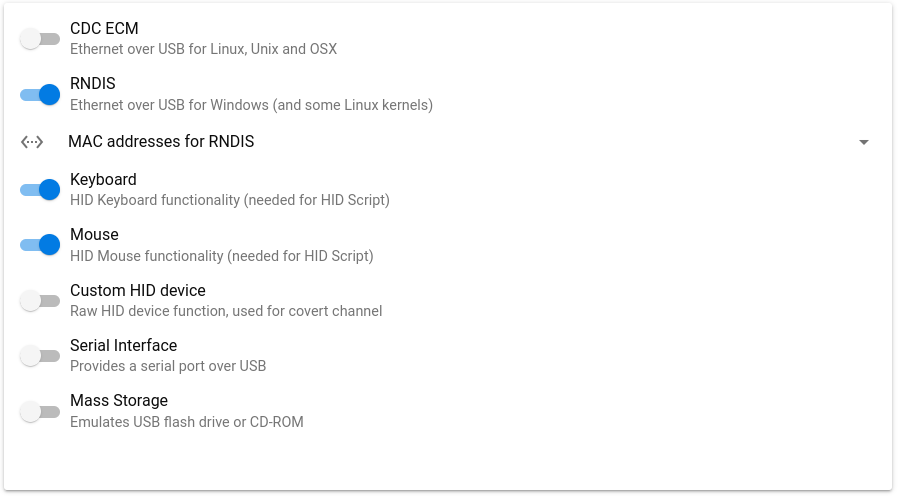 CDC ECM
Ethernet over USB for Linux, Unix and OSX
RNDIS
Ethernet over USB for Windows (and some Linux kernels)
MAC addresses for RNDIS
Keyboard
HID Keyboard functionality (needed for HID Script)
Mouse
HID Mouse functionality (needed for HID Script)
Custom HID device
Raw HID device function, used for covert channel
Serial Interface
Provides a serial port over USB
Mass Storage
Emulates USB flash drive or CD-ROM